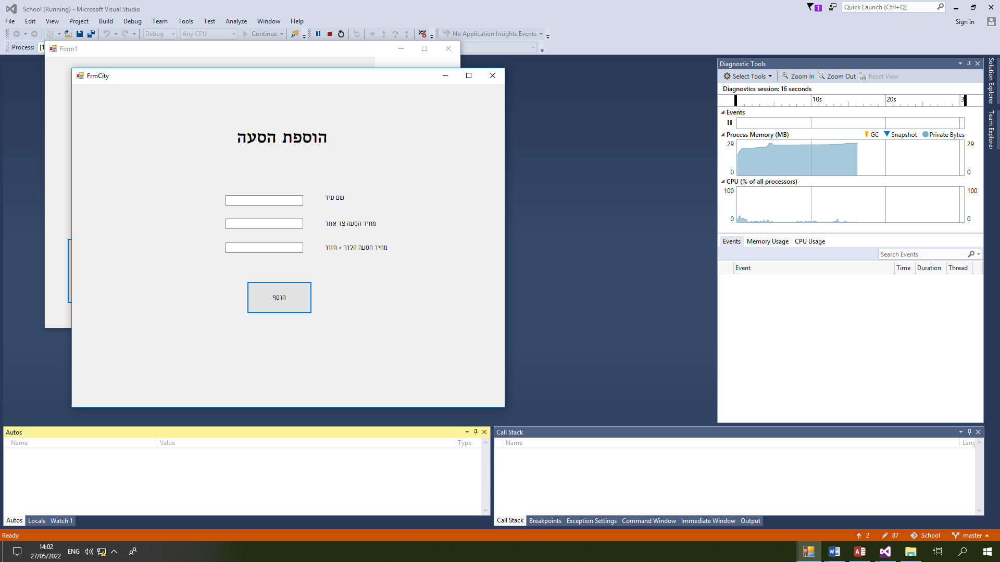 School (Running) - Microsoft Visual Studio
1
Quick Launch (Ctrl+Q)
File Edit View Project Build Debug Team Tools Test Analyze Window Help
Sign in
Debug Any CPU Continue No Application Insights Events
Process: [1
Form1
FrmCity
הוספת הסעה
שם עיר
מחיר הסעה צד אחד
מחיר הסעה הלוך + חזור
הוסף
Diagnostic Tools
Select Tools Zoom In Zoom Out Reset View
Diagnostics session: 16 seconds
10s 20s 3
Events
Process Memory (MB) GC Snapshot Private Bytes
29 29
0 0
CPU (% of all processors)
100 100
0 0
Events Memory Usage CPU Usage
Search Events
Event Time Duration Thread
Solution Explorer
Team Explorer
Autos
Name Value Type
Autos Locals Watch 1
Call Stack
Name Lang
Call Stack Breakpoints Exception Settings Command Window Immediate Window Output
Ready
2 87 School master
14:02
27/05/2022
ENG